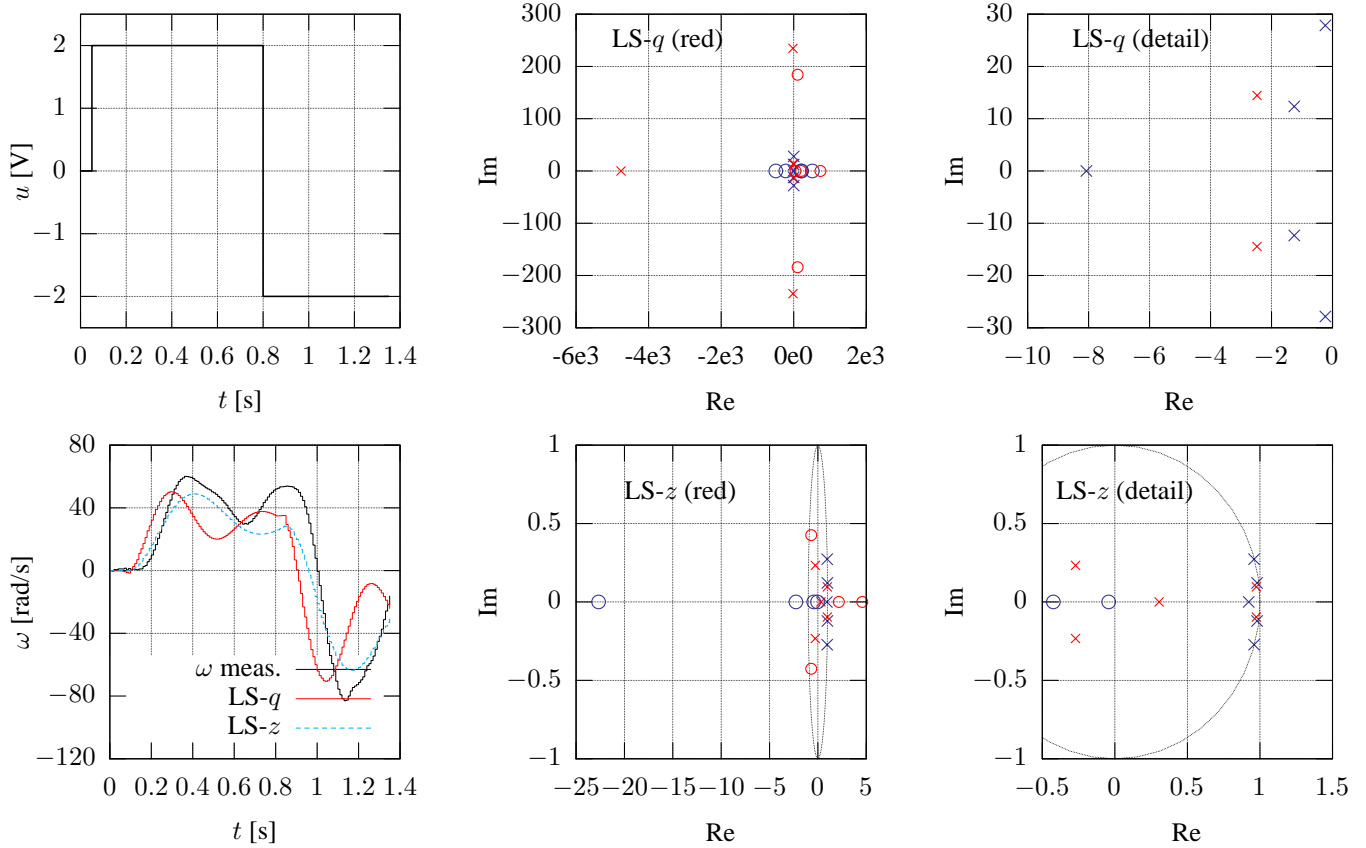 2
1
0
−1
−2
u [V]
0 0.2 0.4 0.6 0.8 1 1.2 1.4
t [s]
LS-q (red)
300
200
100
0
−100
−200
−300
Im
-6e3 -4e3 -2e3 0e0 2e3
Re
LS-q (detail)
30
20
10
0
−10
−20
−30
Im
−10 −8 −6 −4 −2 0
Re
80
40
0
−40
−80
−120
ω [rad/s]
ω meas.
LS-q
LS-z
0 0.2 0.4 0.6 0.8 1 1.2 1.4
t [s]
LS-z (red)
1
0.5
0
−0.5
−1
Im
−25 −20 −15 −10 −5 0 5
Re
LS-z (detail)
1
0.5
0
−0.5
−1
Im
−0.5 0 0.5 1 1.5
Re